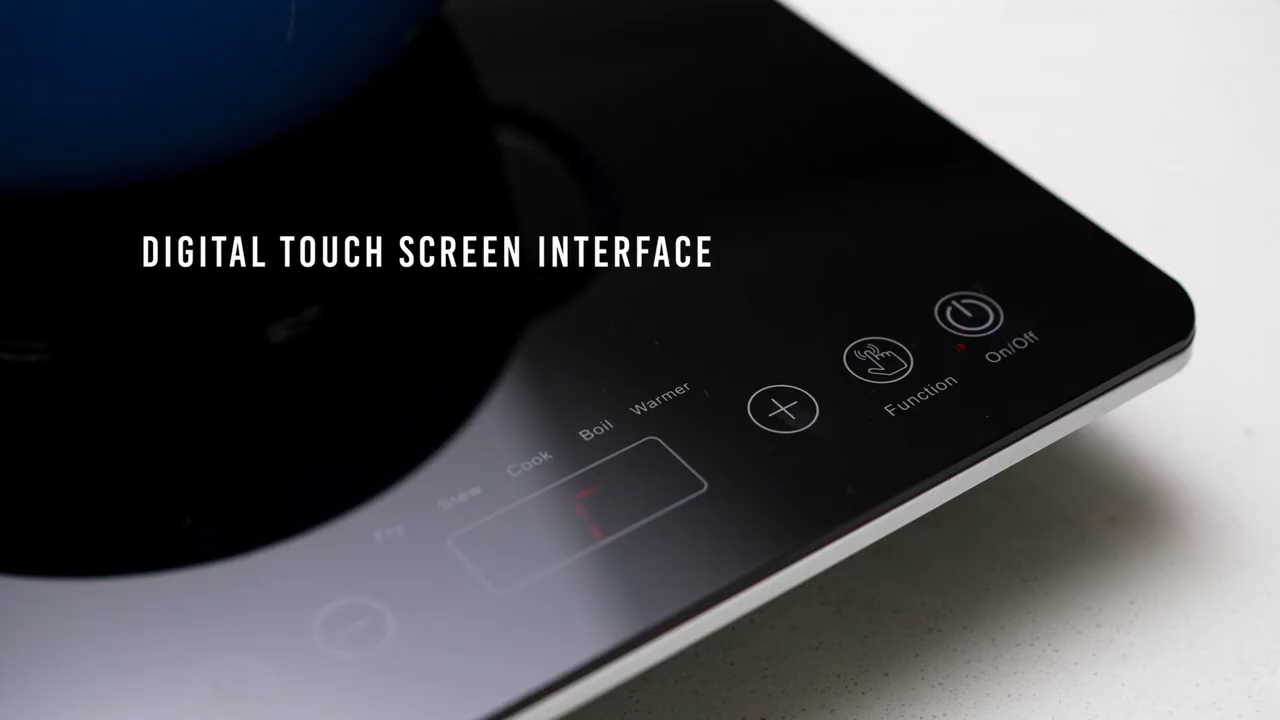 DIGITAL TOUCH SCREEN INTERFACE
Fry
Stew
Cook
Boil
Warmer
Function
On/Off